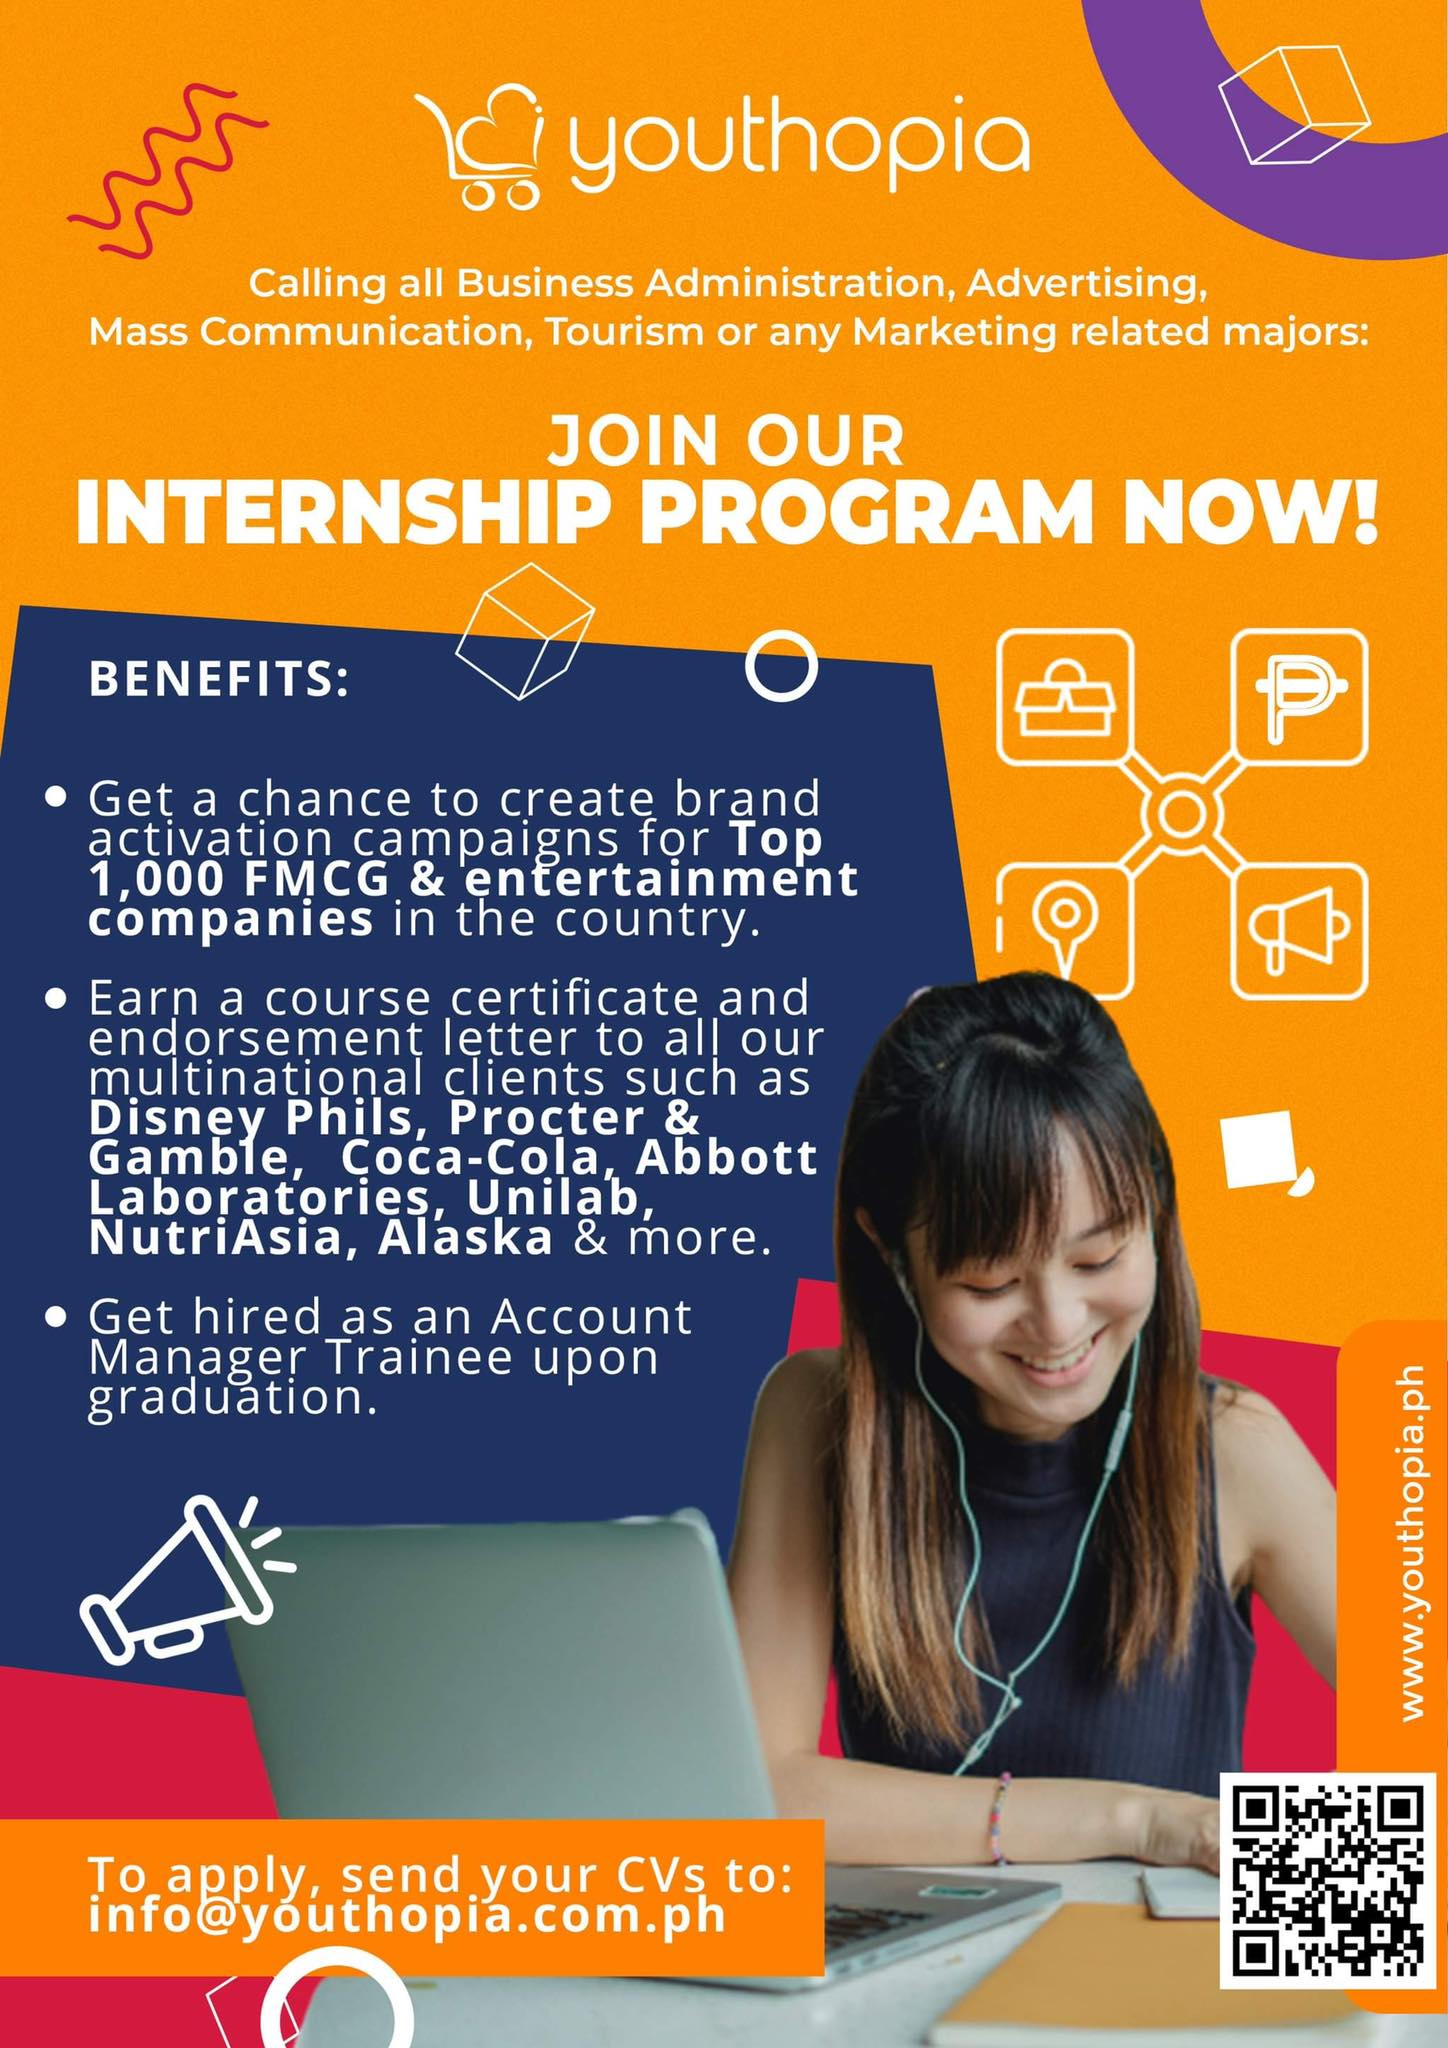 youthopia
Calling all Business Administration, Advertising,
Mass Communication, Tourism or any Marketing related majors:
JOIN OUR
INTERNSHIP PROGRAM NOW!
BENEFITS:
Get a chance to create brand
activation campaigns for Top
1,000 FMCG & entertainment
companies in the country.
Earn a course certificate and
endorsement letter to all our
multinational clients such as
Disney Phils, Procter &
Gamble, Coca-Cola, Abbott
Laboratories, Unilab,
NutriAsia, Alaska & more.
Get hired as an Account
Manager Trainee upon
graduation.
www.youthopia.ph
To apply, send your CVs to:
info@youthopia.com.ph